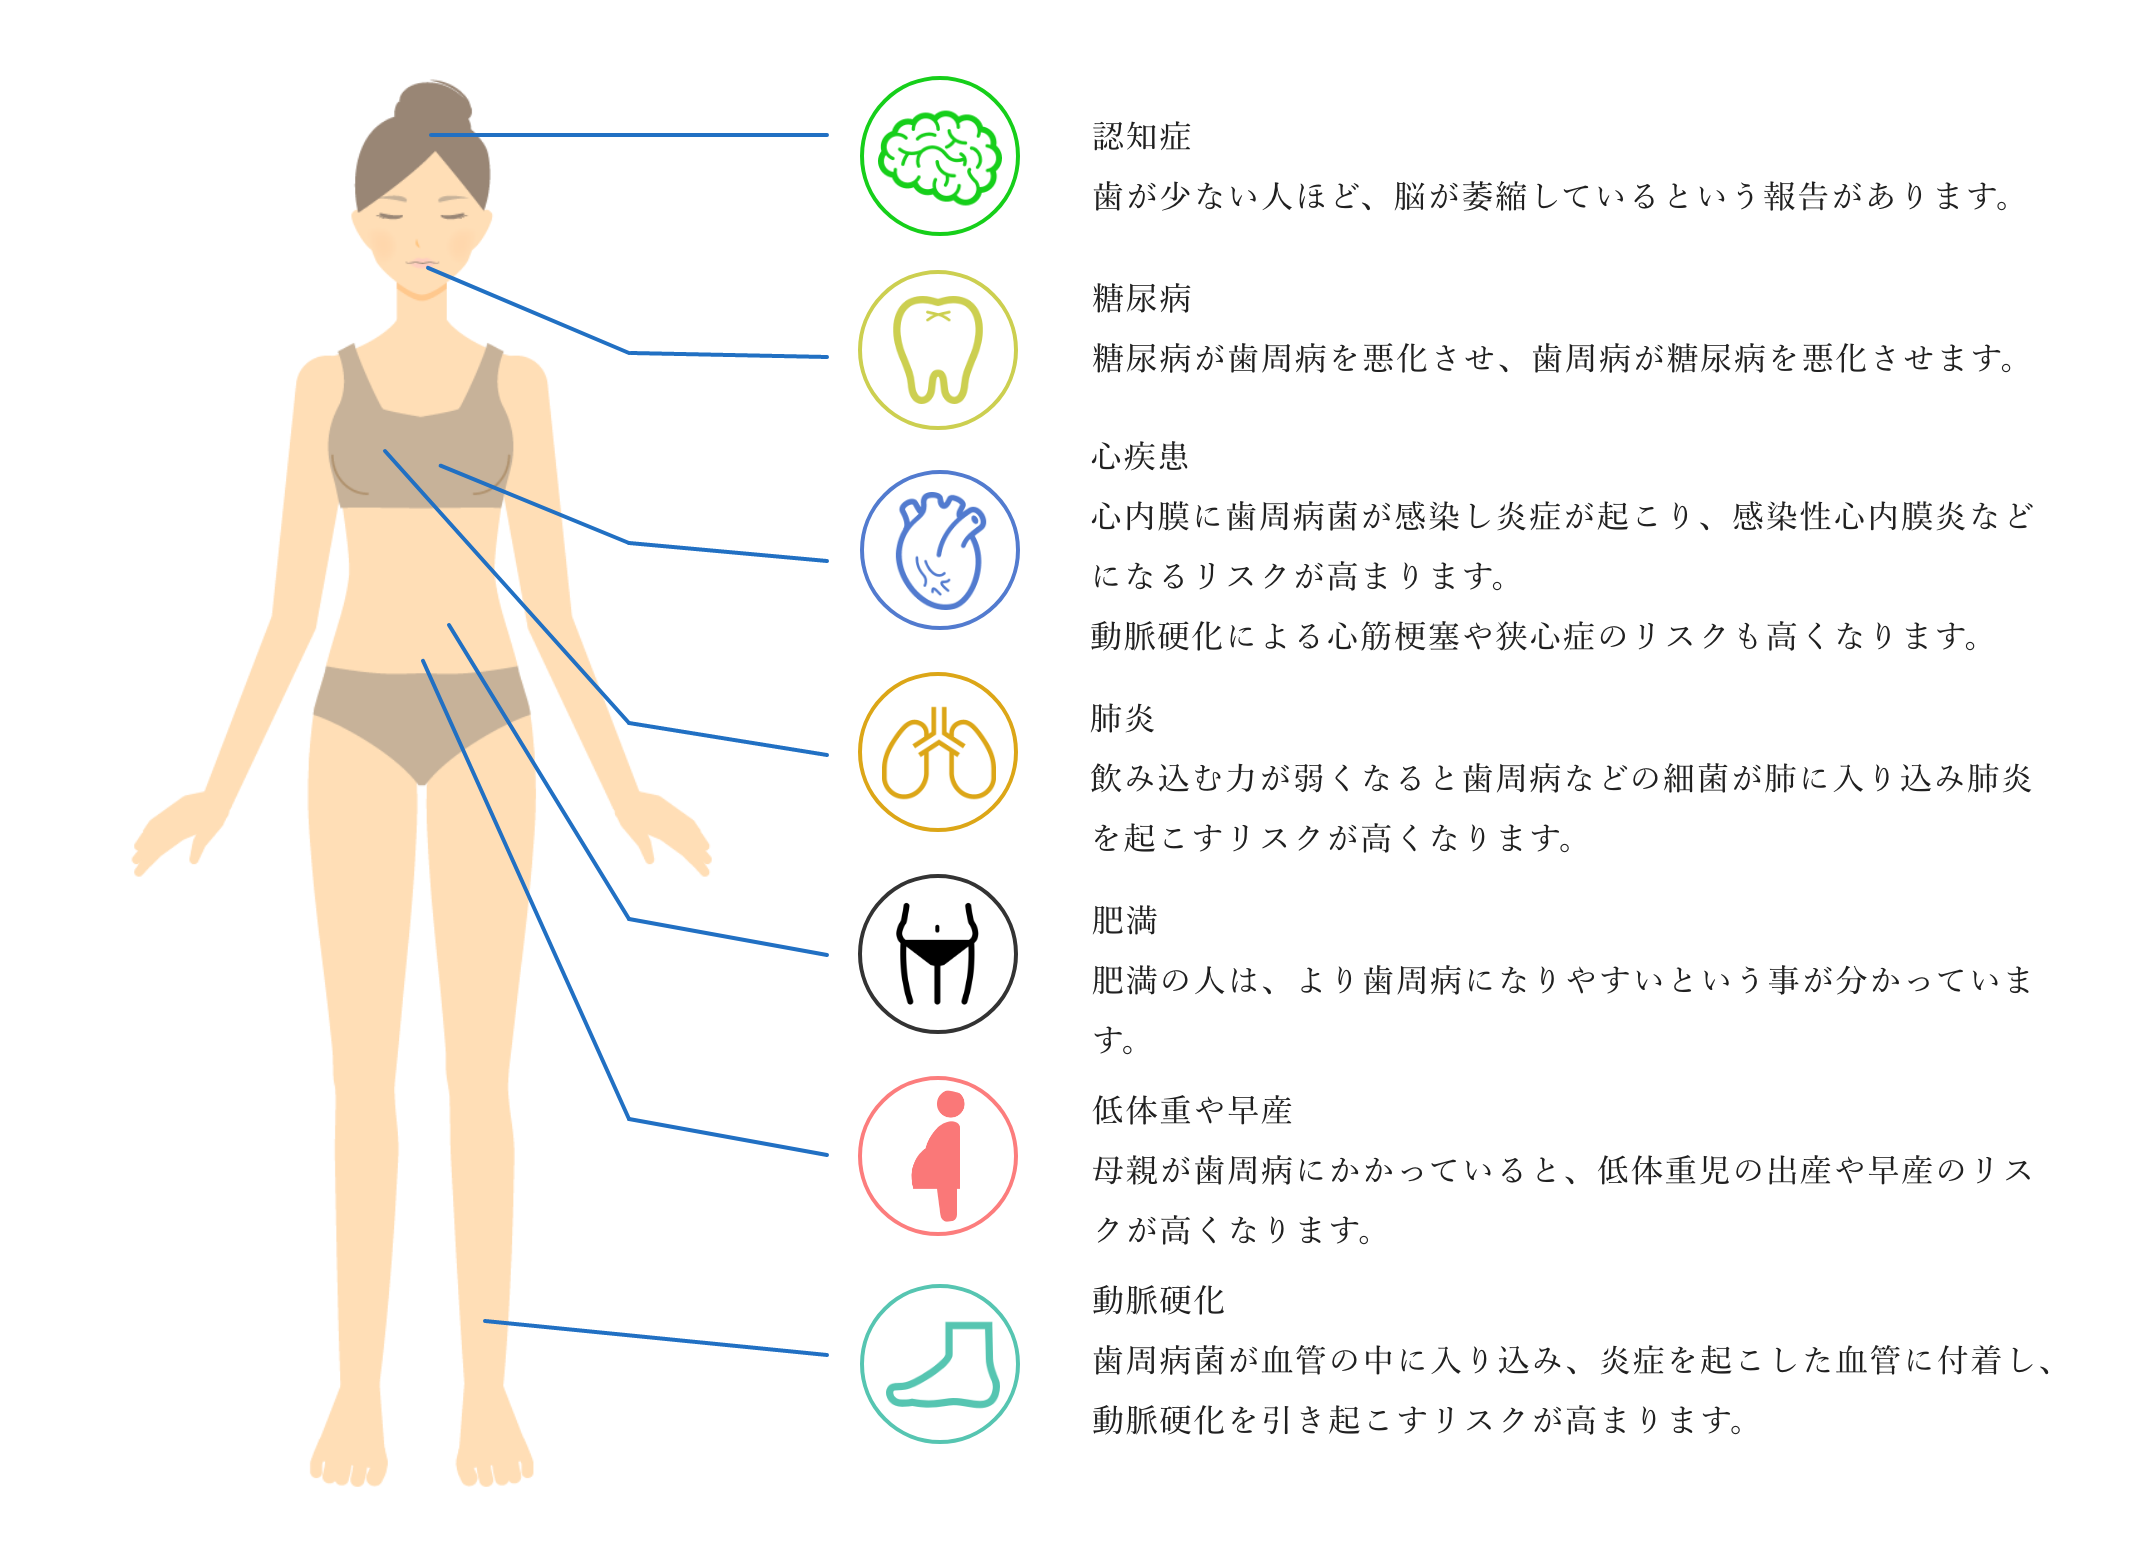 認知症
歯が少ない人ほど、脳が萎縮しているという報告があります。
糖尿病
糖尿病が歯周病を悪化させ、歯周病が糖尿病を悪化させます。
心疾患
心内膜に歯周病菌が感染し炎症が起こり、感染性心内膜炎など
になるリスクが高まります。
動脈硬化による心筋梗塞や狭心症のリスクも高くなります。
肺炎
飲み込む力が弱くなると歯周病などの細菌が肺に入り込み肺炎
を起こすリスクが高くなります。
肥満
肥満の人は、より歯周病になりやすいという事が分かっていま
す。
低体重や早産
母親が歯周病にかかっていると、低体重児の出産や早産のリス
クが高くなります。
動脈硬化
歯周病菌が血管の中に入り込み、炎症を起こした血管に付着し、
動脈硬化を引き起こすリスクが高まります。